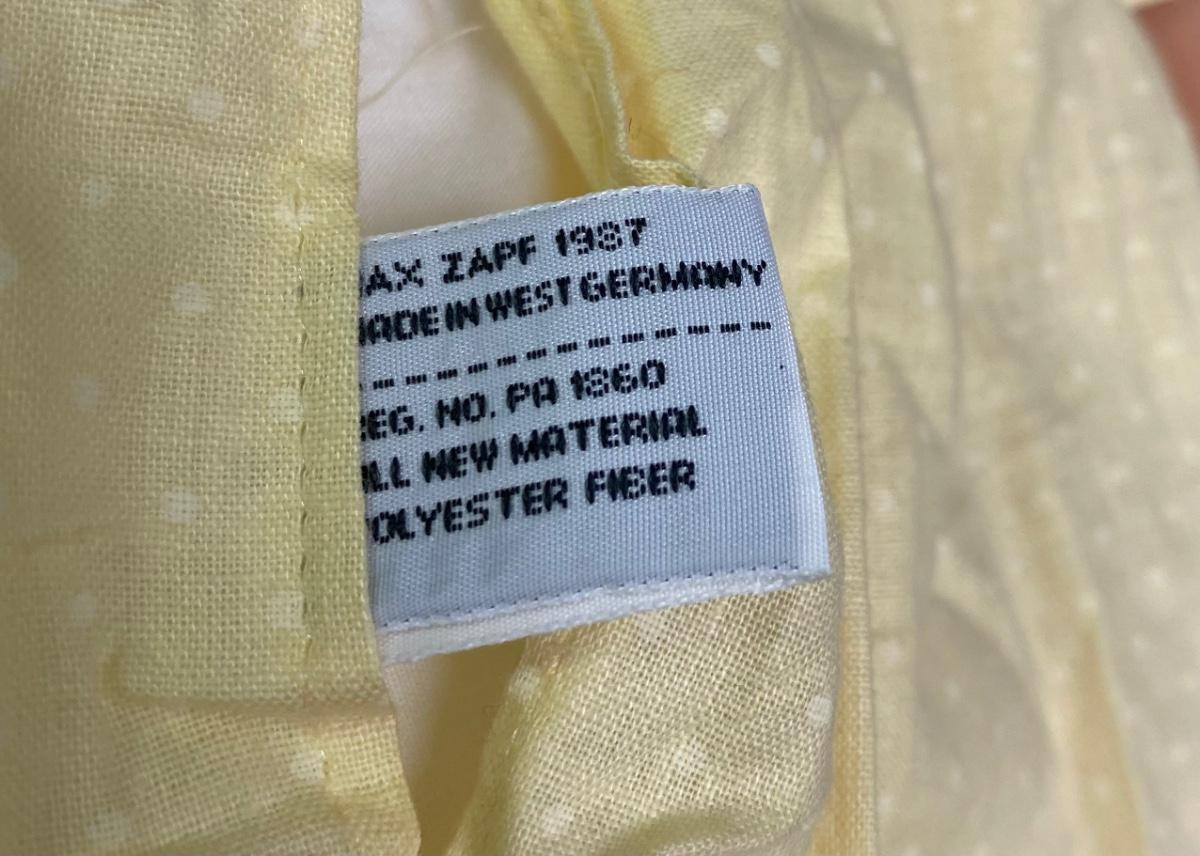 AX ZAPF 1987
ADE IN WEST GERMANY
EG. NO. PA 1860
LL NEW MATERIAL
OLYESTER FIBER